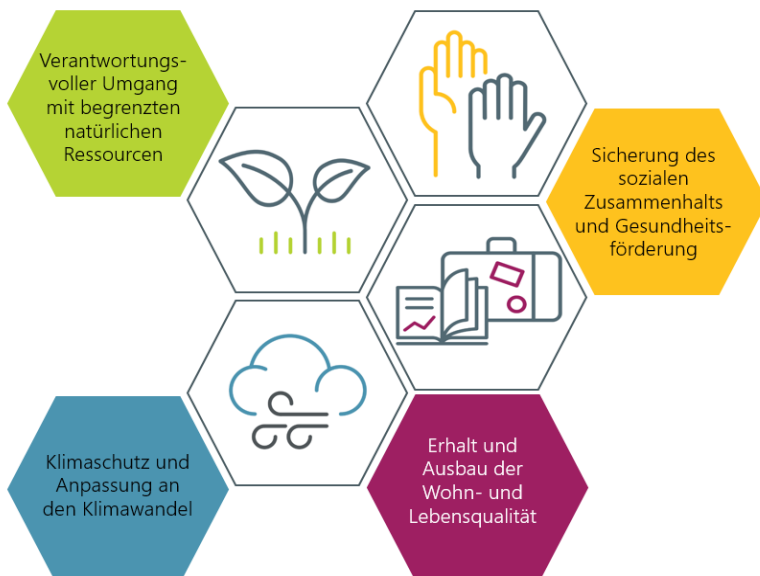 Verantwortungs-
voller Umgang
mit begrenzten
natürlichen
Ressourcen
Sicherung des
sozialen
Zusammenhalts
und Gesundheits-
förderung
Klimaschutz und
Anpassung an
den Klimawandel
Erhalt und
Ausbau der
Wohn- und
Lebensqualität